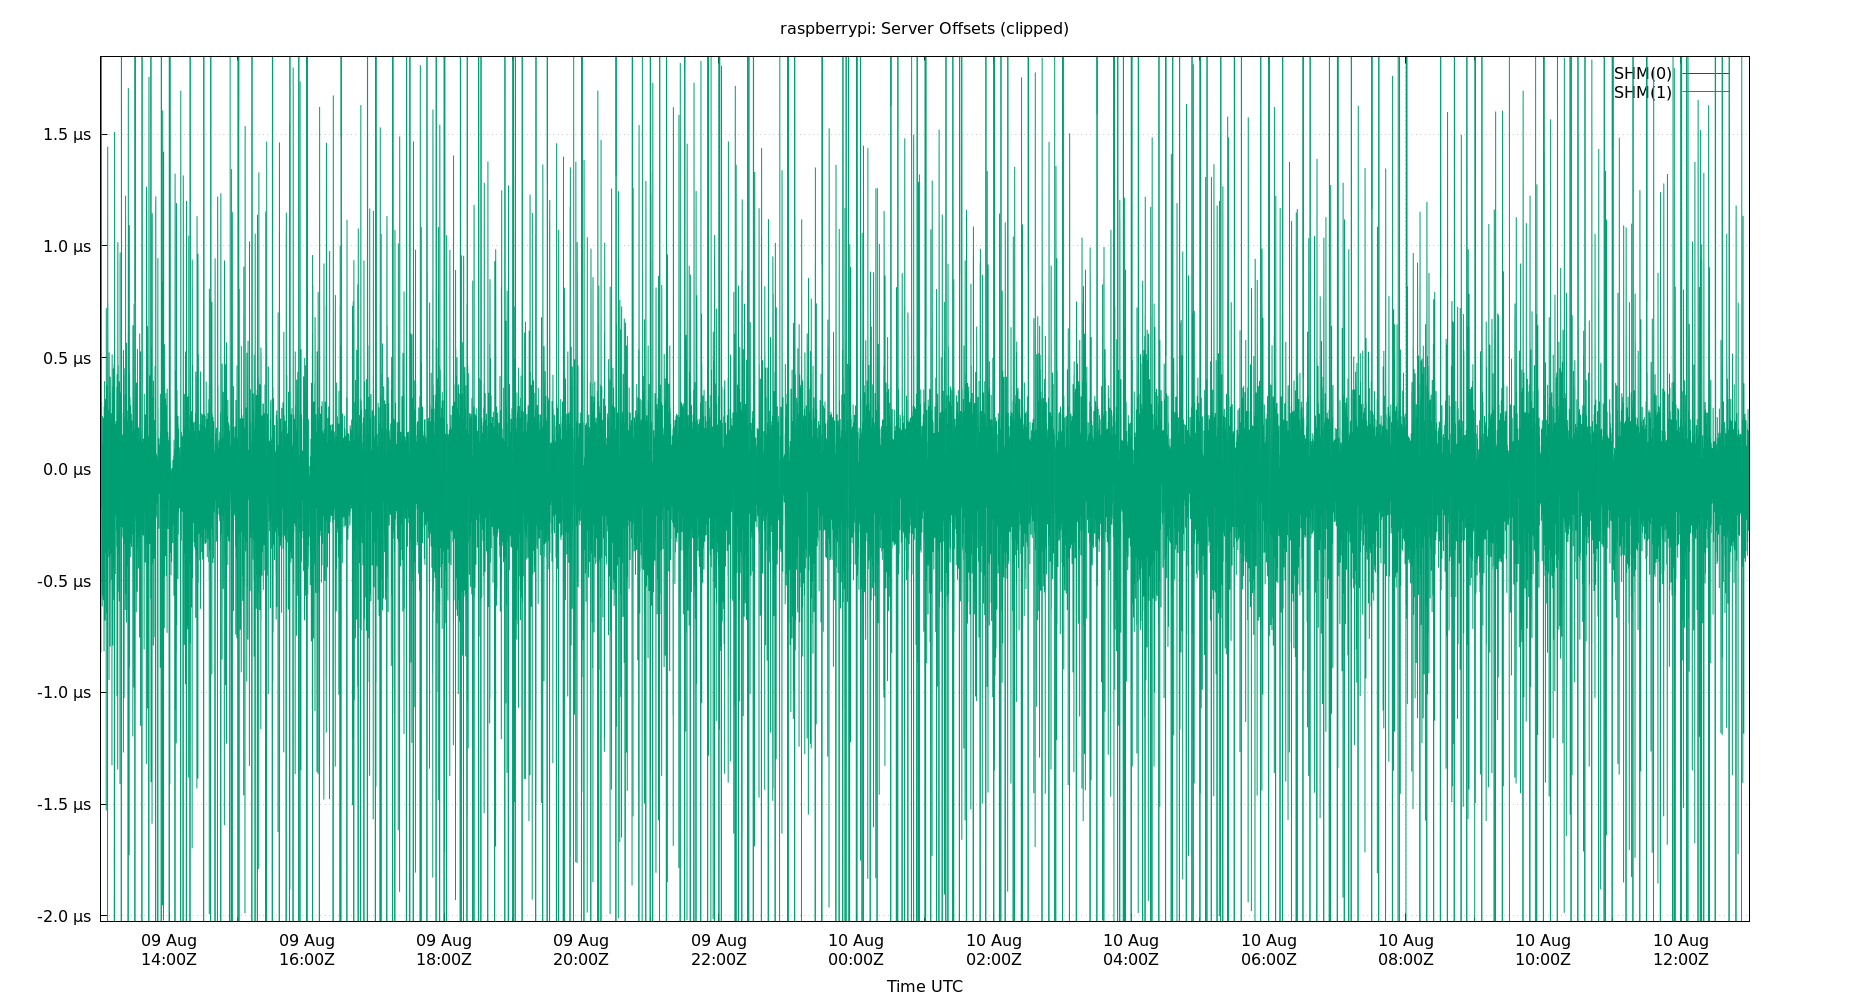 raspberrypi: Server Offsets (clipped)
SHM(0)
SHM(1)
1.5 µs
1.0 µs
0.5 µs
0.0 µs
-0.5 µs
-1.0 µs
-1.5 µs
-2.0 µs
09 Aug 09 Aug 09 Aug 09 Aug 09 Aug 10 Aug 10 Aug 10 Aug 10 Aug 10 Aug 10 Aug 10 Aug
14:00Z 16:00Z 18:00Z 20:00Z 22:00Z 00:00Z 02:00Z 04:00Z 06:00Z 08:00Z 10:00Z 12:00Z
Time UTC